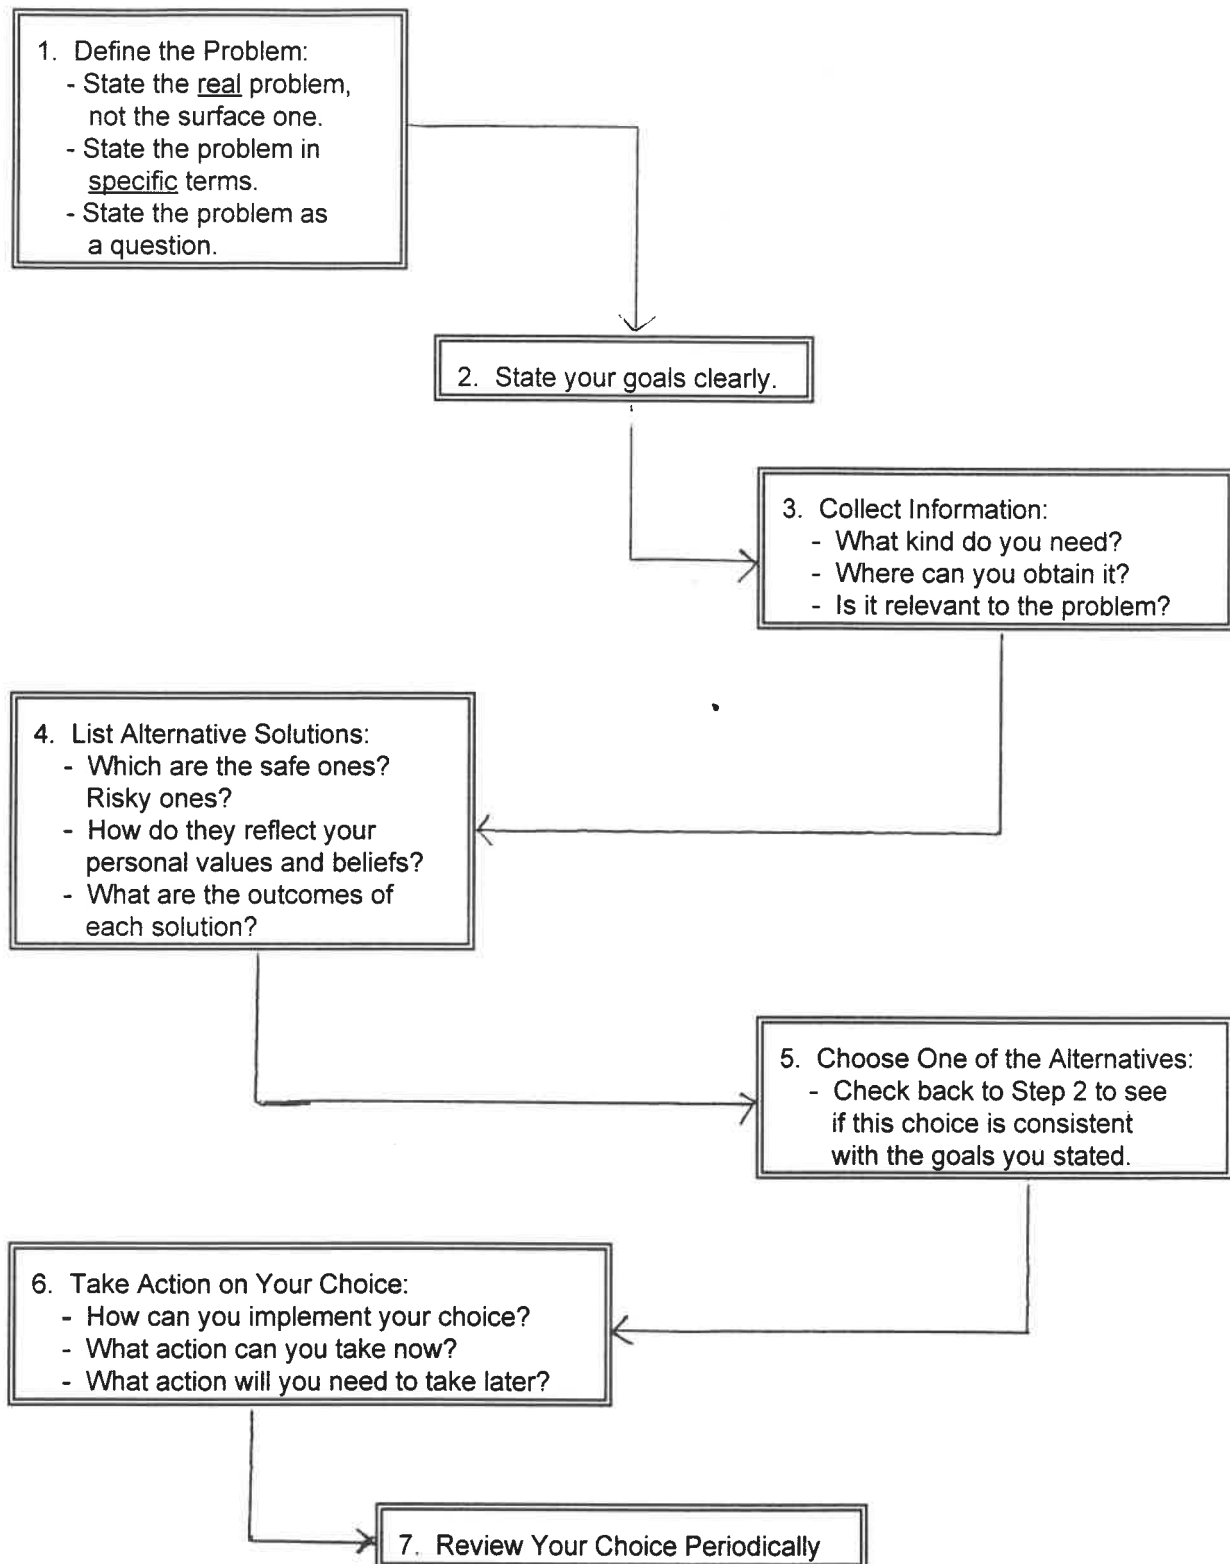 1. Define the Problem:
- State the real problem,
not the surface one.
- State the problem in
specific terms.
- State the problem as
a question.
2. State your goals clearly.
3. Collect Information:
- What kind do you need?
- Where can you obtain it?
- Is it relevant to the problem?
4. List Alternative Solutions:
- Which are the safe ones?
Risky ones?
- How do they reflect your
personal values and beliefs?
- What are the outcomes of
each solution?
5. Choose One of the Alternatives:
- Check back to Step 2 to see
if this choice is consistent
with the goals you stated.
6. Take Action on Your Choice:
- How can you implement your choice?
- What action can you take now?
- What action will you need to take later?
7. Review Your Choice Periodically